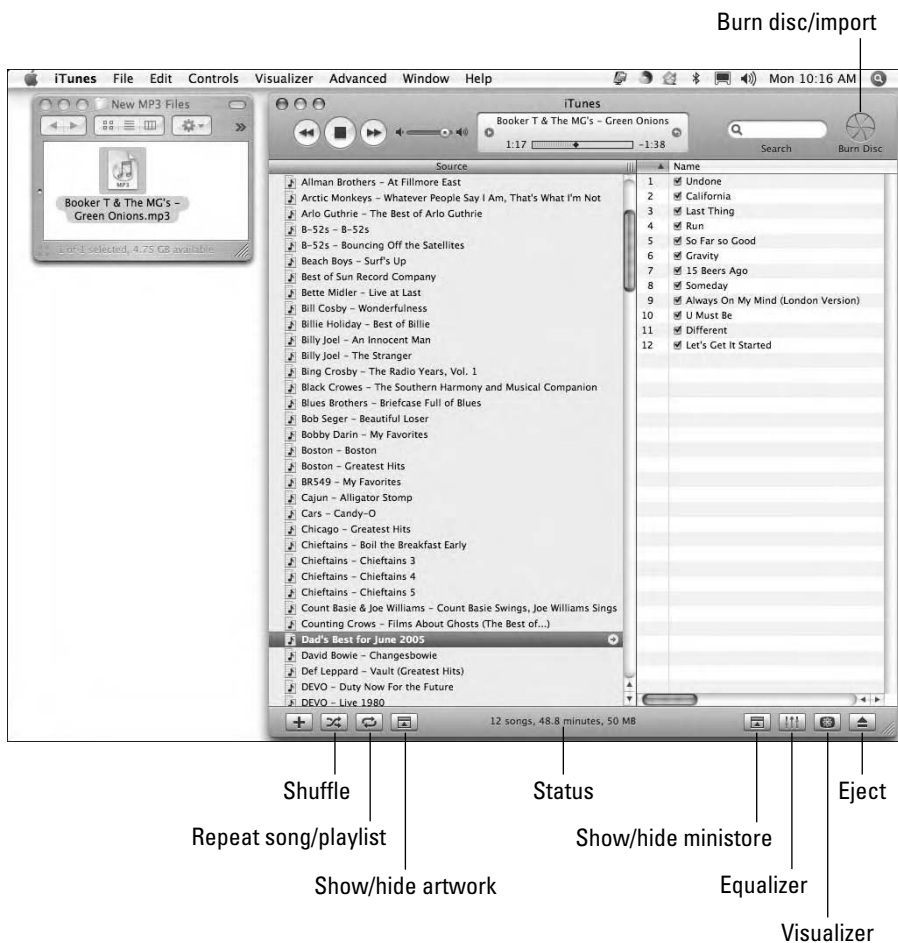 Burn disc/import
iTunes File Edit Controls Visualizer Advanced Window Help Mon 10:16 AM
New MP3 Files
MP3
Booker T & The MG's –
Green Onions.mp3
1 of 1 selected, 4.75 GB available
iTunes
Booker T & The MG's – Green Onions
1:17 -1:38
Search
Burn Disc
Source
Allman Brothers – At Fillmore East
Arctic Monkeys – Whatever People Say I Am, That's What I'm Not
Arlo Guthrie – The Best of Arlo Guthrie
B-52s – B-52s
B-52s – Bouncing Off the Satellites
Beach Boys – Surf's Up
Best of Sun Record Company
Bette Midler – Live at Last
Bill Cosby – Wonderfulness
Billie Holiday – Best of Billie
Billy Joel – An Innocent Man
Billy Joel – The Stranger
Bing Crosby – The Radio Years, Vol. 1
Black Crowes – The Southern Harmony and Musical Companion
Blues Brothers – Briefcase Full of Blues
Bob Seger – Beautiful Loser
Bobby Darin – My Favorites
Boston – Boston
Boston – Greatest Hits
BR549 – My Favorites
Cajun – Alligator Stomp
Cars – Candy-O
Chicago – Greatest Hits
Chieftains – Boil the Breakfast Early
Chieftains – Chieftains 3
Chieftains – Chieftains 4
Chieftains – Chieftains 5
Count Basie & Joe Williams – Count Basie Swings, Joe Williams Sings
Counting Crows – Films About Ghosts (The Best of...)
Dad's Best for June 2005
David Bowie – Changesbowie
Def Leppard – Vault (Greatest Hits)
DEVO – Duty Now For the Future
DEVO – Live 1980
Name
1 Undone
2 California
3 Last Thing
4 Run
5 So Far so Good
6 Gravity
7 15 Beers Ago
8 Someday
9 Always On My Mind (London Version)
10 U Must Be
11 Different
12 Let's Get It Started
12 songs, 48.8 minutes, 50 MB
Shuffle
Status
Eject
Repeat song/playlist
Show/hide ministore
Show/hide artwork
Equalizer
Visualizer